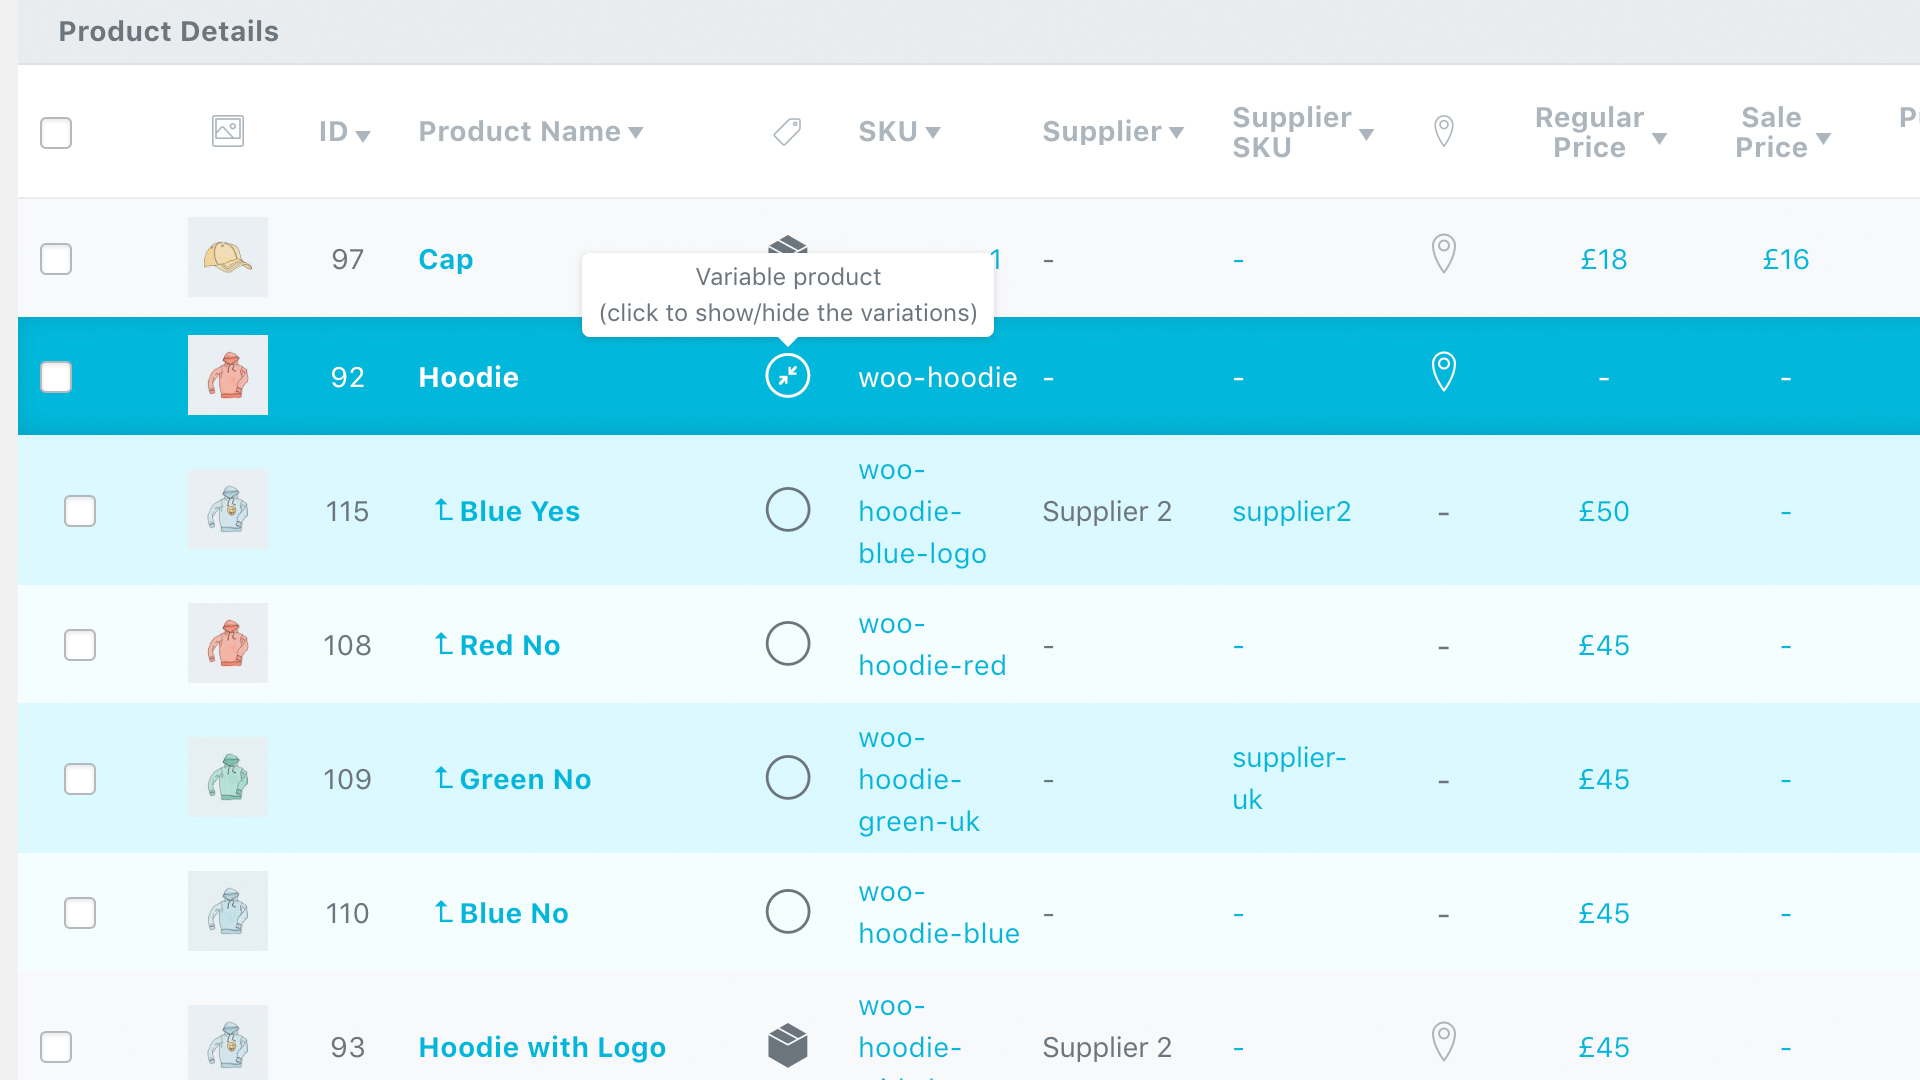 Product Details
ID Product Name SKU Supplier Supplier SKU Regular Price Sale Price
97 Cap 1 - - £18 £16
Variable product
(click to show/hide the variations)
92 Hoodie woo-hoodie - - - -
115 Blue Yes woo-hoodie-blue-logo Supplier 2 supplier2 - £50 -
108 Red No woo-hoodie-red - - - £45 -
109 Green No woo-hoodie-green-uk - supplier-uk - £45 -
110 Blue No woo-hoodie-blue - - - £45 -
93 Hoodie with Logo woo-hoodie- Supplier 2 - £45 -